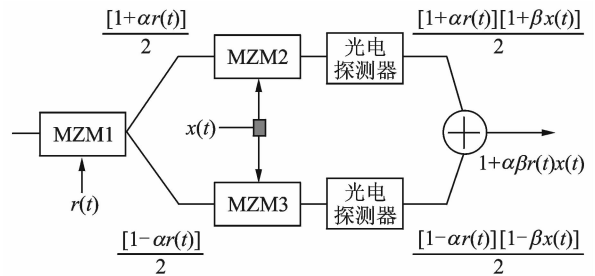 [1+αr(t)]/2
[1+αr(t)][1+βx(t)]/2
MZM2
光电
探测器
MZM1
x(t)
r(t)
1+αβr(t)x(t)
MZM3
光电
探测器
[1−αr(t)]/2
[1−αr(t)][1−βx(t)]/2